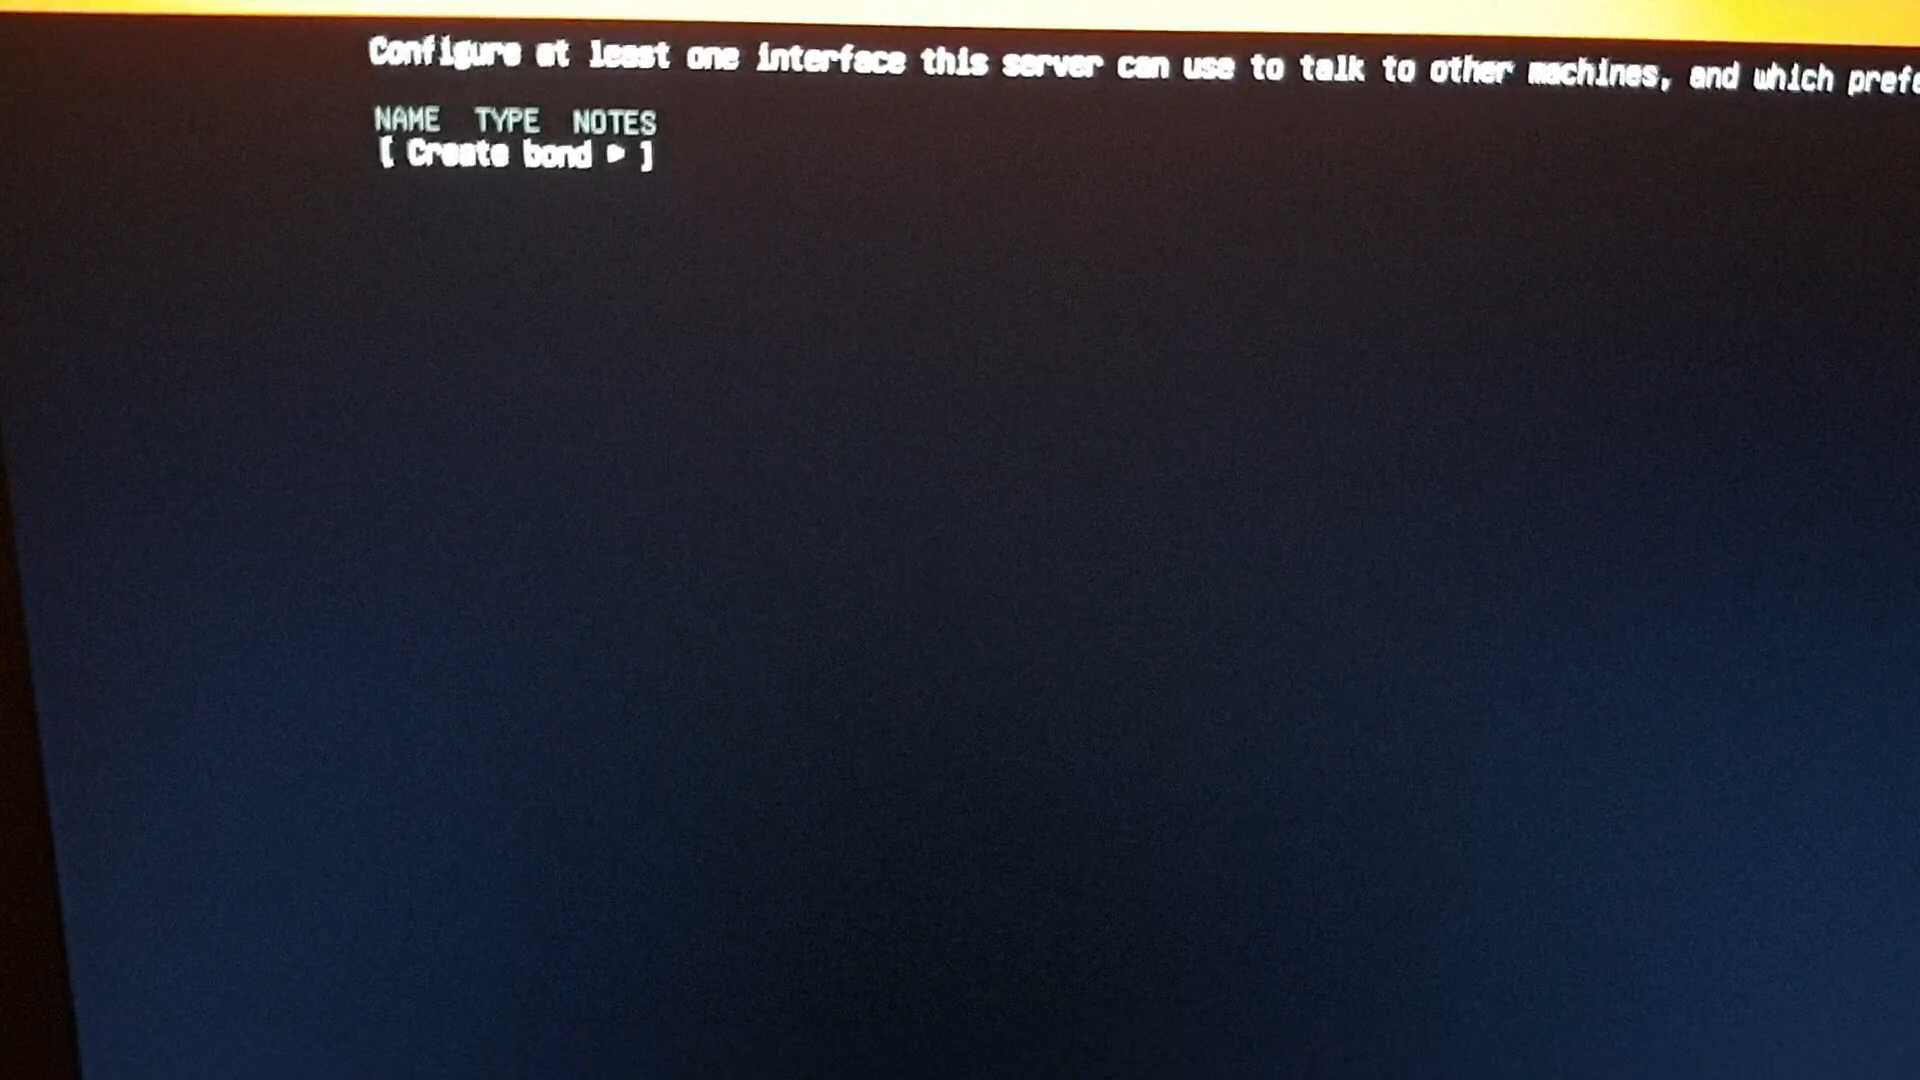 Configure at least one interface this server can use to talk to other machines, and which
NAME TYPE NOTES
[ Create bond ▸ ]